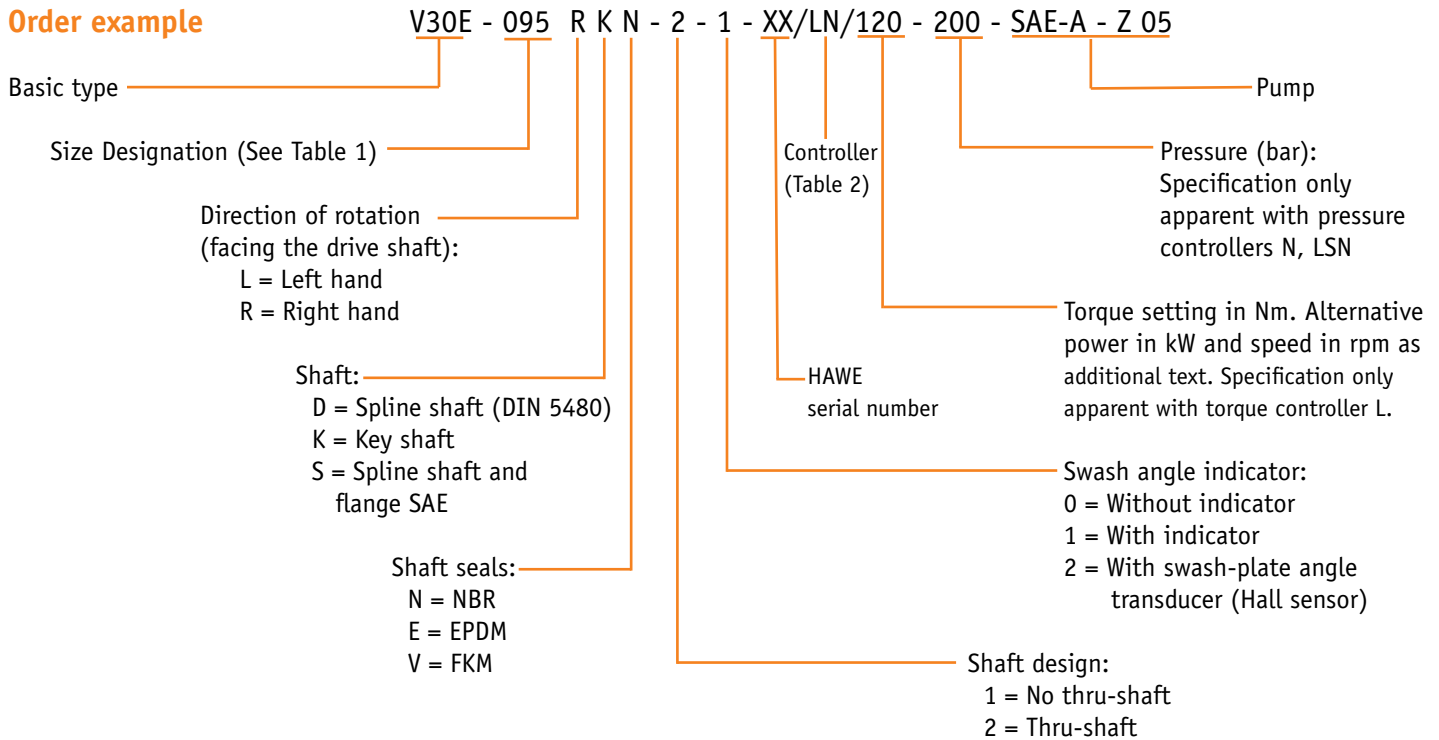 Order example
V30E - 095 R K N - 2 - 1 - XX/LN/120 - 200 - SAE-A - Z 05
Basic type
Pump
Size Designation (See Table 1)
Controller
(Table 2)
Pressure (bar):
Specification only
apparent with pressure
controllers N, LSN
Direction of rotation
(facing the drive shaft):
L = Left hand
R = Right hand
Torque setting in Nm. Alternative
power in kW and speed in rpm as
additional text. Specification only
apparent with torque controller L.
Shaft:
D = Spline shaft (DIN 5480)
K = Key shaft
S = Spline shaft and
flange SAE
HAWE
serial number
Swash angle indicator:
0 = Without indicator
1 = With indicator
2 = With swash-plate angle
transducer (Hall sensor)
Shaft seals:
N = NBR
E = EPDM
V = FKM
Shaft design:
1 = No thru-shaft
2 = Thru-shaft